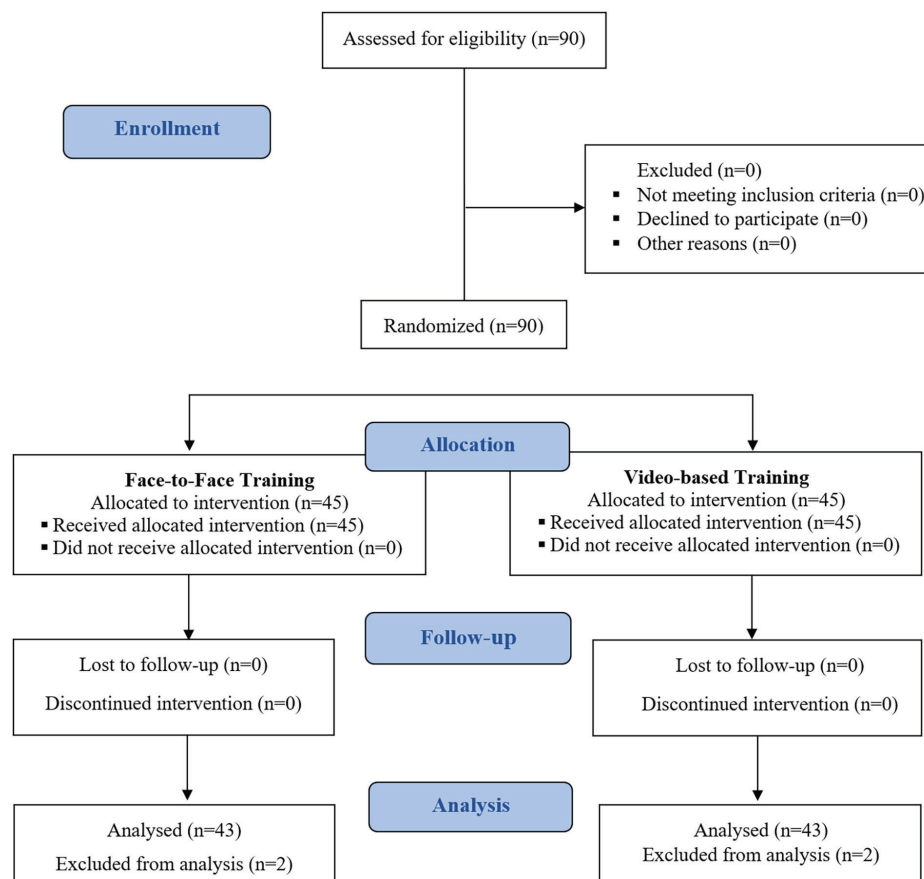 Assessed for eligibility (n=90)
Enrollment
Excluded (n=0)
▪ Not meeting inclusion criteria (n=0)
▪ Declined to participate (n=0)
▪ Other reasons (n=0)
Randomized (n=90)
Allocation
Face-to-Face Training
Allocated to intervention (n=45)
▪ Received allocated intervention (n=45)
▪ Did not receive allocated intervention (n=0)
Video-based Training
Allocated to intervention (n=45)
▪ Received allocated intervention (n=45)
▪ Did not receive allocated intervention (n=0)
Follow-up
Lost to follow-up (n=0)
Discontinued intervention (n=0)
Lost to follow-up (n=0)
Discontinued intervention (n=0)
Analysis
Analysed (n=43)
Excluded from analysis (n=2)
Analysed (n=43)
Excluded from analysis (n=2)